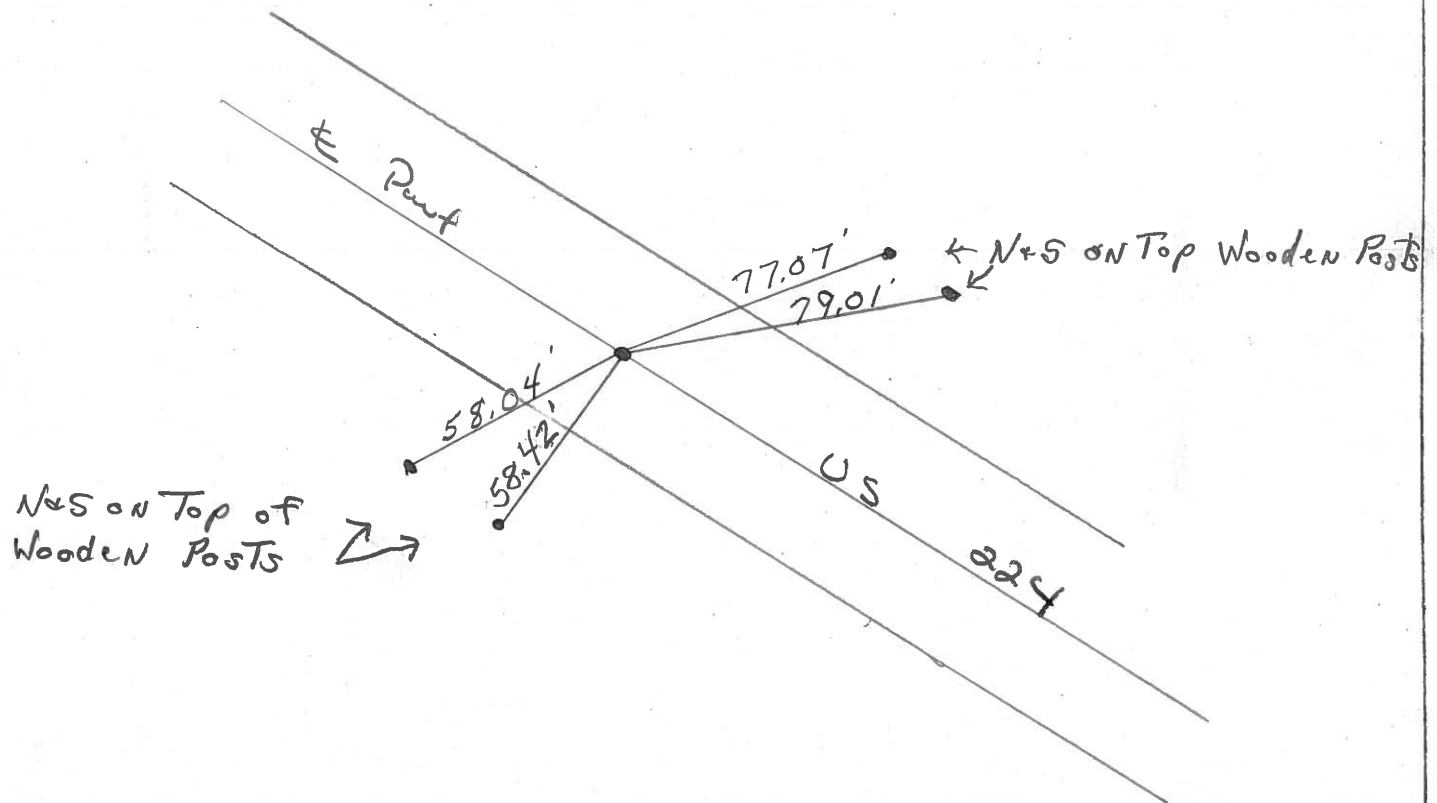 ℄ Pavt
77.07'
← N&S ON Top Wooden Posts
79.01'
58.04'
58.42'
US 224
N&S ON Top of
Wooden Posts